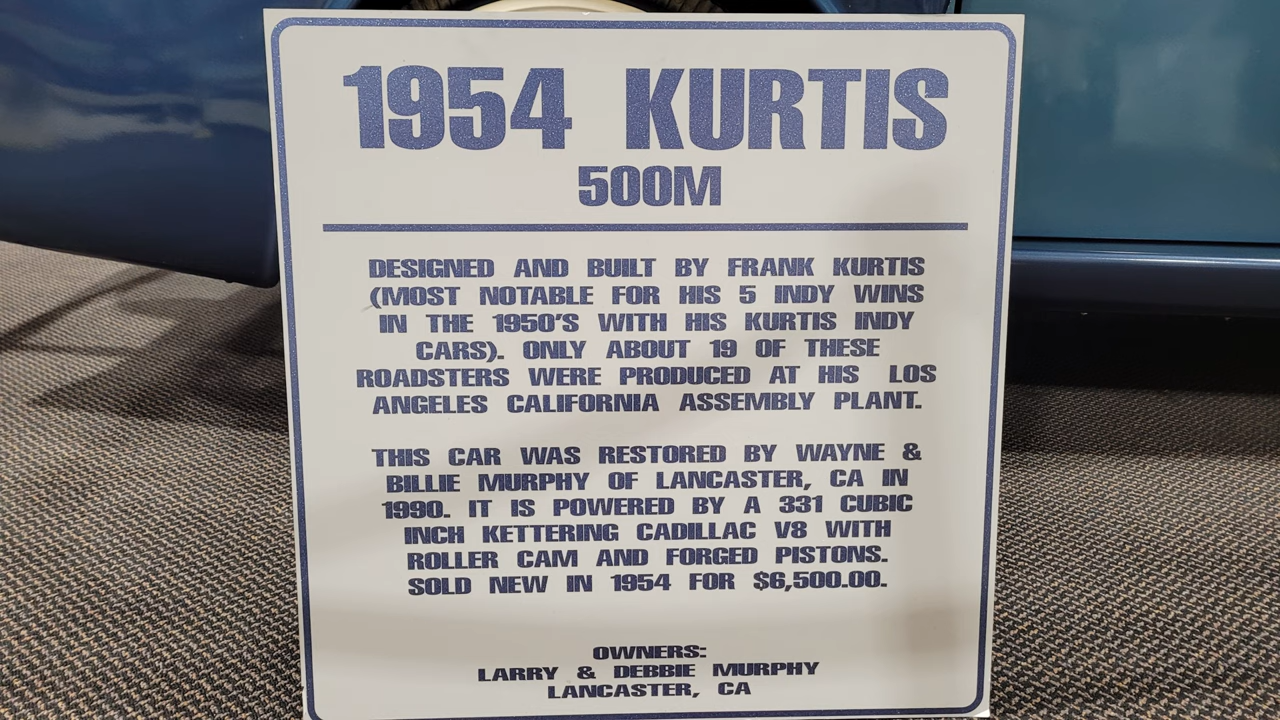 1954 KURTIS
500M
DESIGNED AND BUILT BY FRANK KURTIS
(MOST NOTABLE FOR HIS 5 INDY WINS
IN THE 1950'S WITH HIS KURTIS INDY
CARS). ONLY ABOUT 19 OF THESE
ROADSTERS WERE PRODUCED AT HIS LOS
ANGELES CALIFORNIA ASSEMBLY PLANT.
THIS CAR WAS RESTORED BY WAYNE &
BILLIE MURPHY OF LANCASTER, CA IN
1990. IT IS POWERED BY A 331 CUBIC
INCH KETTERING CADILLAC V8 WITH
ROLLER CAM AND FORGED PISTONS.
SOLD NEW IN 1954 FOR $6,500.00.
OWNERS:
LARRY & DEBBIE MURPHY
LANCASTER, CA